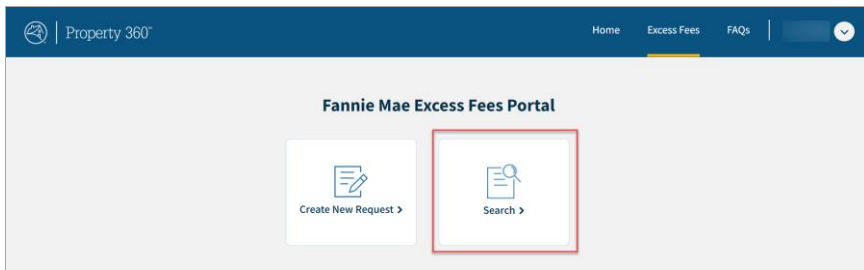 Property 360™
Home Excess Fees FAQs
Fannie Mae Excess Fees Portal
Create New Request >
Search >